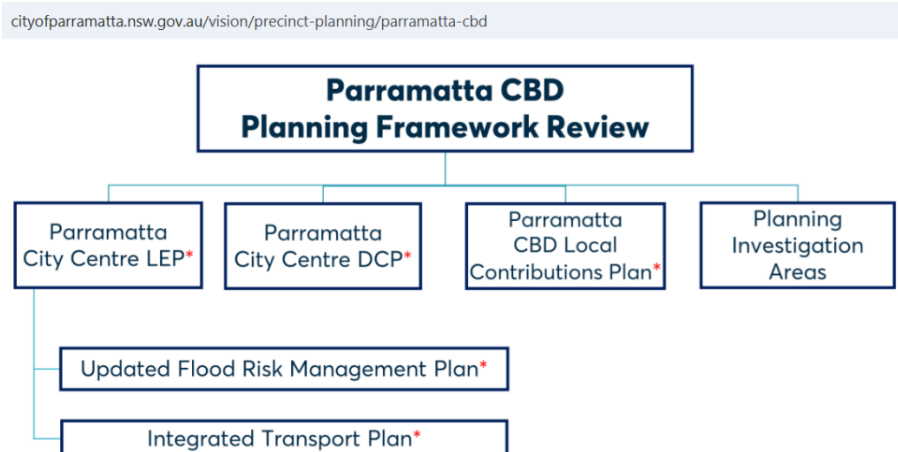 cityofparramatta.nsw.gov.au/vision/precinct-planning/parramatta-cbd
Parramatta CBD
Planning Framework Review
Parramatta
City Centre LEP*
Parramatta
City Centre DCP*
Parramatta
CBD Local
Contributions Plan*
Planning
Investigation
Areas
Updated Flood Risk Management Plan*
Integrated Transport Plan*